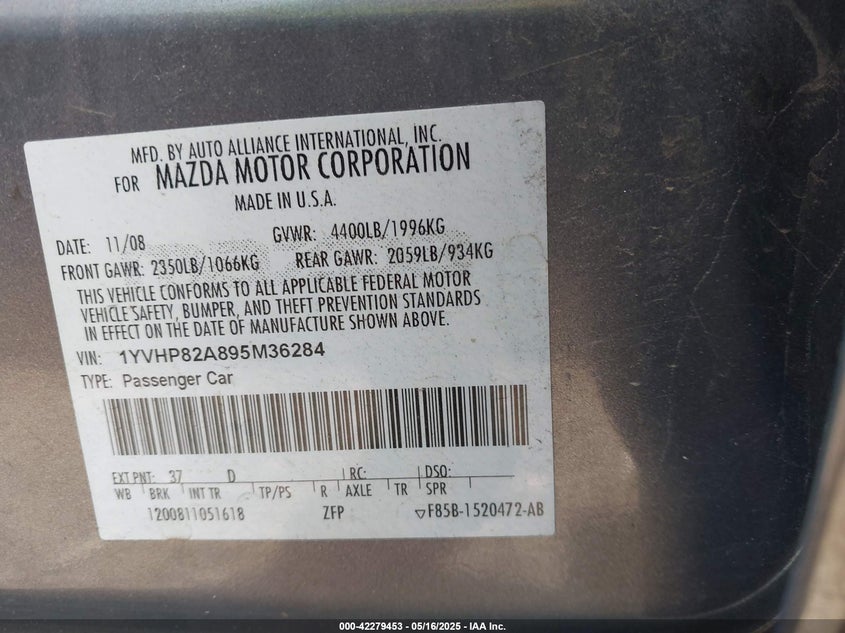 MFD. BY AUTO ALLIANCE INTERNATIONAL, INC.
FOR MAZDA MOTOR CORPORATION
MADE IN U.S.A.
DATE: 11/08 GVWR: 4400LB/1996KG
FRONT GAWR: 2350LB/1066KG REAR GAWR: 2059LB/934KG
THIS VEHICLE CONFORMS TO ALL APPLICABLE FEDERAL MOTOR
VEHICLE SAFETY, BUMPER, AND THEFT PREVENTION STANDARDS
IN EFFECT ON THE DATE OF MANUFACTURE SHOWN ABOVE.
VIN: 1YVHP82A895M36284
TYPE: Passenger Car
EXT PNT: 37 D RC: DSO:
WB BRK INT TR TP/PS R AXLE TR SPR
1200811051618 ZFP ▽F85B-1520472-AB
000-42279453 - 05/16/2025 - IAA Inc.